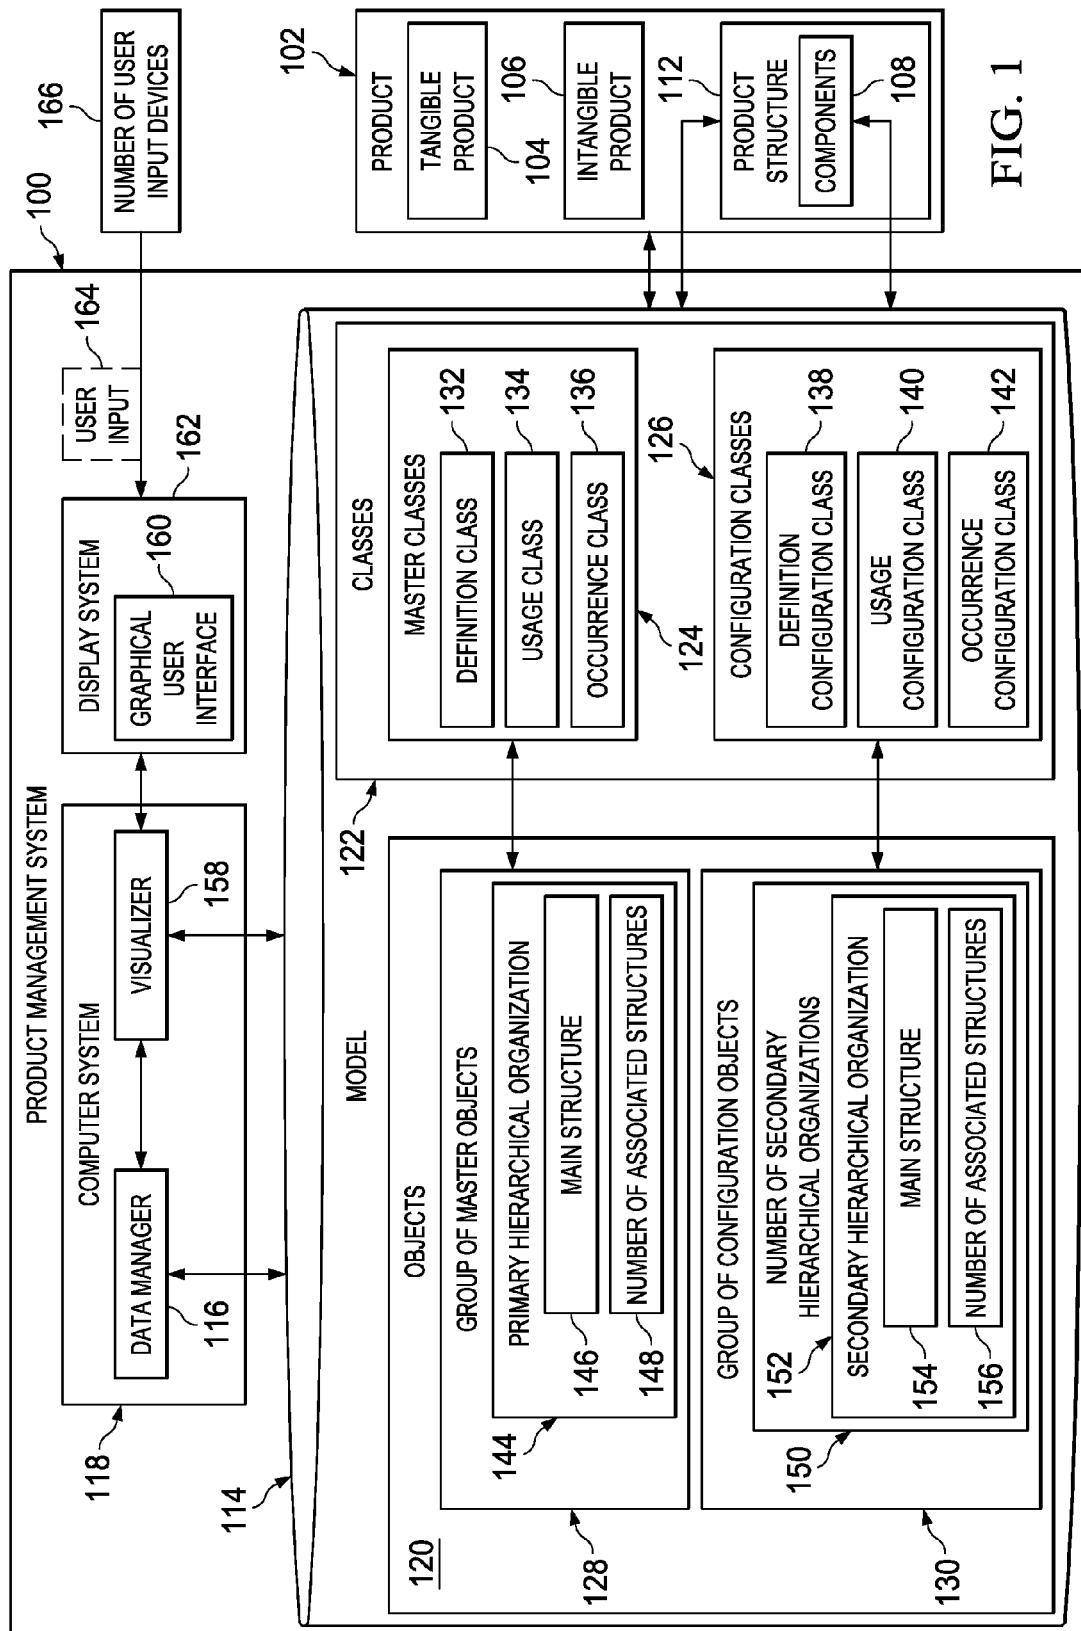 PRODUCT MANAGEMENT SYSTEM
100
COMPUTER SYSTEM
118
DATA MANAGER
116
VISUALIZER
158
DISPLAY SYSTEM
162
GRAPHICAL
USER
INTERFACE
160
USER
INPUT
164
NUMBER OF USER
INPUT DEVICES
166
114
MODEL
OBJECTS
120
GROUP OF MASTER OBJECTS
128
PRIMARY HIERARCHICAL ORGANIZATION
144
MAIN STRUCTURE
146
NUMBER OF ASSOCIATED STRUCTURES
148
GROUP OF CONFIGURATION OBJECTS
130
NUMBER OF SECONDARY
HIERARCHICAL ORGANIZATIONS
150
152
SECONDARY HIERARCHICAL ORGANIZATION
MAIN STRUCTURE
154
NUMBER OF ASSOCIATED STRUCTURES
156
CLASSES
122
MASTER CLASSES
124
DEFINITION CLASS
132
USAGE CLASS
134
OCCURRENCE CLASS
136
CONFIGURATION CLASSES
126
DEFINITION
CONFIGURATION CLASS
138
USAGE
CONFIGURATION CLASS
140
OCCURRENCE
CONFIGURATION CLASS
142
PRODUCT
102
TANGIBLE
PRODUCT
104
INTANGIBLE
PRODUCT
106
PRODUCT
STRUCTURE
112
COMPONENTS
108
FIG. 1